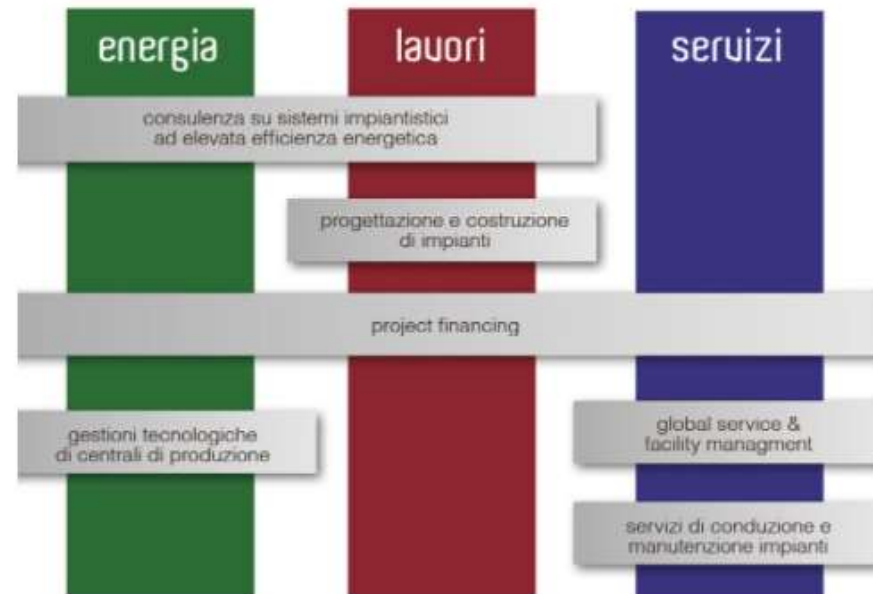 energia
lavori
servizi
consulenza su sistemi impiantistici
ad elevata efficienza energetica
progettazione e costruzione
di impianti
project financing
gestioni tecnologiche
di centrali di produzione
global service &
facility managment
servizi di conduzione e
manutenzione impianti